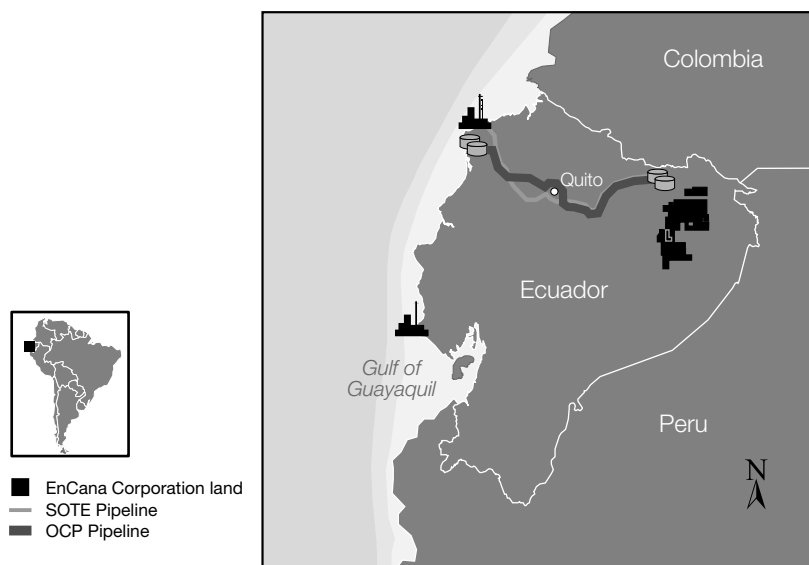 Colombia
Quito
Ecuador
Gulf of
Guayaquil
Peru
N
EnCana Corporation land
SOTE Pipeline
OCP Pipeline